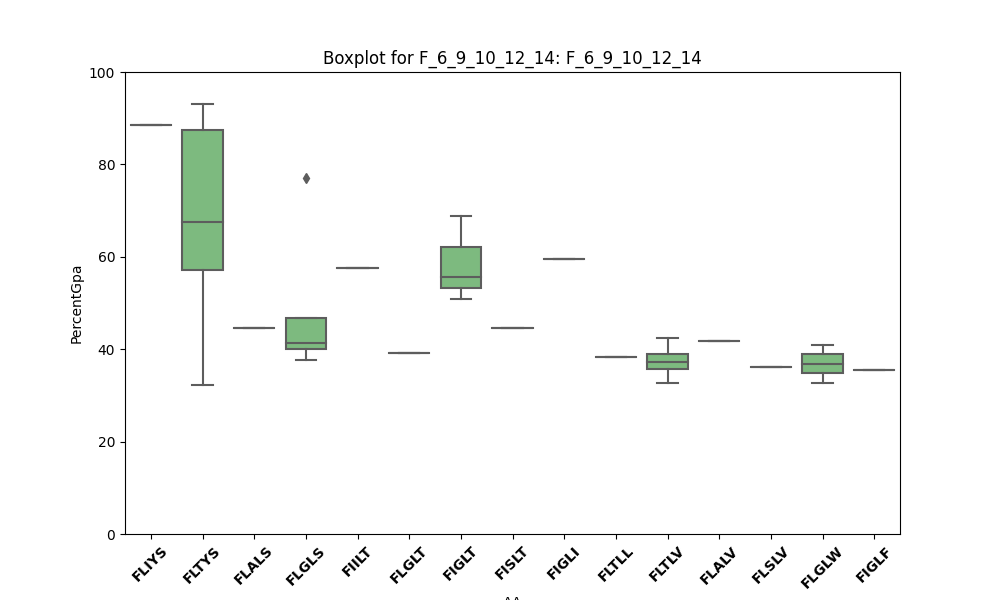 Boxplot for F_6_9_10_12_14: F_6_9_10_12_14
100
80
60
40
20
0
PercentGpa
FLIYS
FLTYS
FLALS
FLGLS
FIILT
FLGLT
FIGLT
FISLT
FIGLI
FLTLL
FLTLV
FLALV
FLSLV
FLGLW
FIGLF